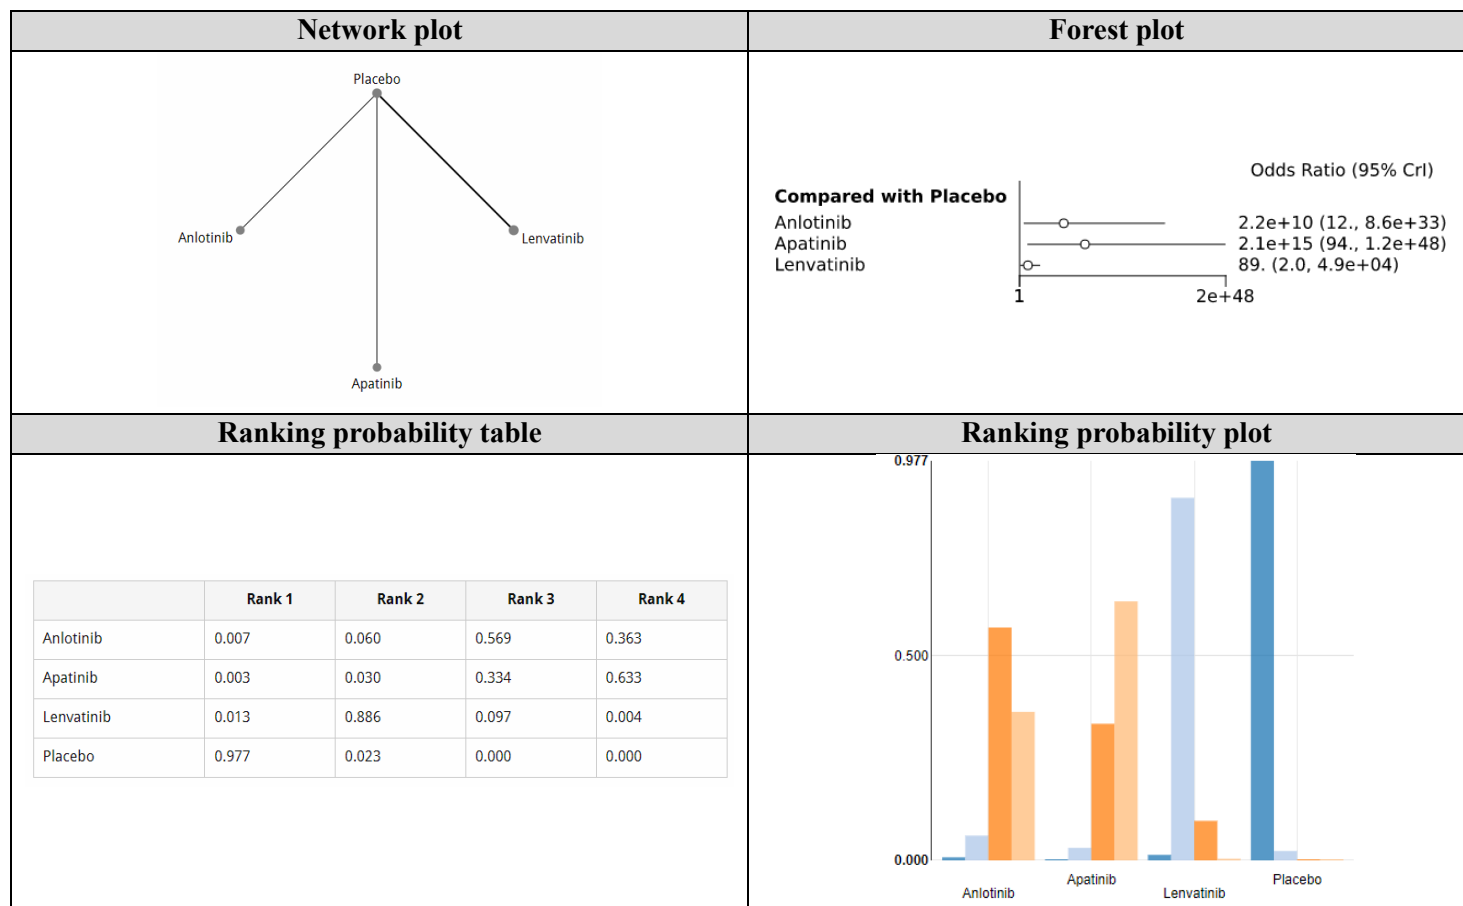 Network plot
Forest plot
Placebo
Anlotinib
Lenvatinib
Apatinib
Odds Ratio (95% CrI)
Compared with Placebo
Anlotinib 2.2e+10 (12., 8.6e+33)
Apatinib 2.1e+15 (94., 1.2e+48)
Lenvatinib 89. (2.0, 4.9e+04)
1 2e+48
Ranking probability table
Ranking probability plot
Rank 1 Rank 2 Rank 3 Rank 4
Anlotinib 0.007 0.060 0.569 0.363
Apatinib 0.003 0.030 0.334 0.633
Lenvatinib 0.013 0.886 0.097 0.004
Placebo 0.977 0.023 0.000 0.000
0.977
0.500
0.000
Anlotinib Apatinib Lenvatinib Placebo